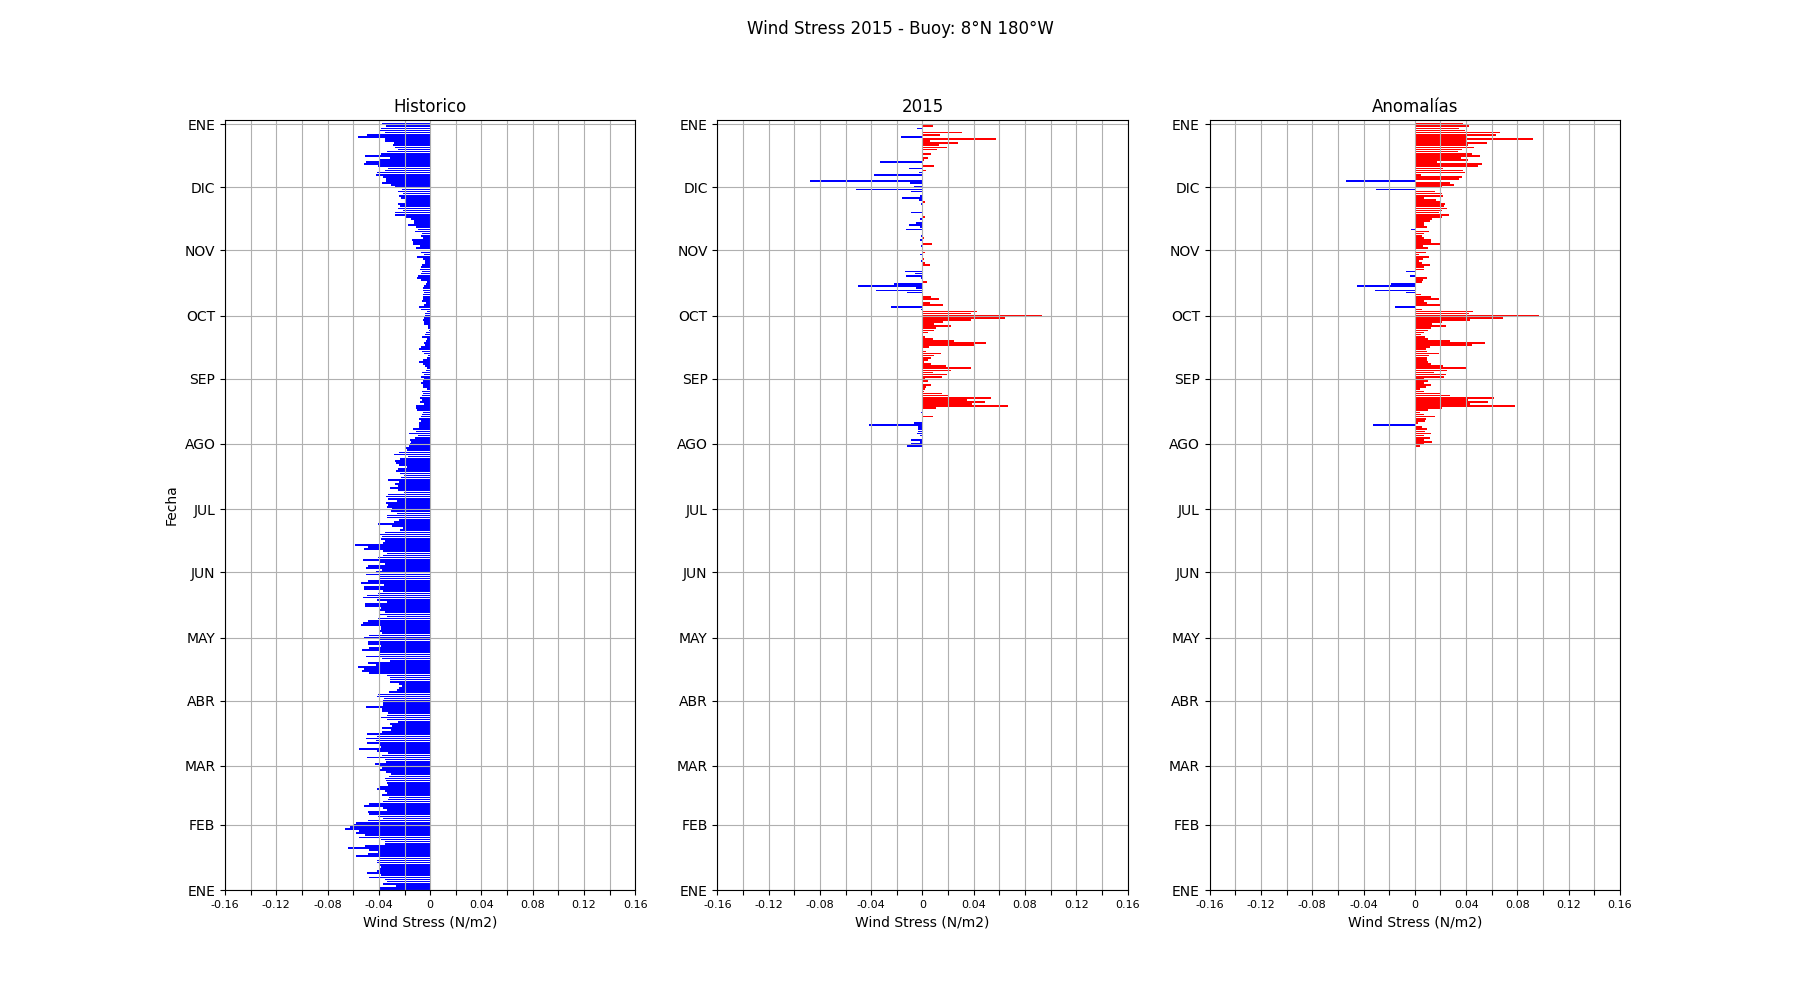 Wind Stress 2015 - Buoy: 8°N 180°W
Historico
ENE
DIC
NOV
OCT
SEP
AGO
JUL
JUN
MAY
ABR
MAR
FEB
ENE
Fecha
-0.16 -0.12 -0.08 -0.04 0 0.04 0.08 0.12 0.16
Wind Stress (N/m2)
2015
ENE
DIC
NOV
OCT
SEP
AGO
JUL
JUN
MAY
ABR
MAR
FEB
ENE
-0.16 -0.12 -0.08 -0.04 0 0.04 0.08 0.12 0.16
Wind Stress (N/m2)
Anomalías
ENE
DIC
NOV
OCT
SEP
AGO
JUL
JUN
MAY
ABR
MAR
FEB
ENE
-0.16 -0.12 -0.08 -0.04 0 0.04 0.08 0.12 0.16
Wind Stress (N/m2)